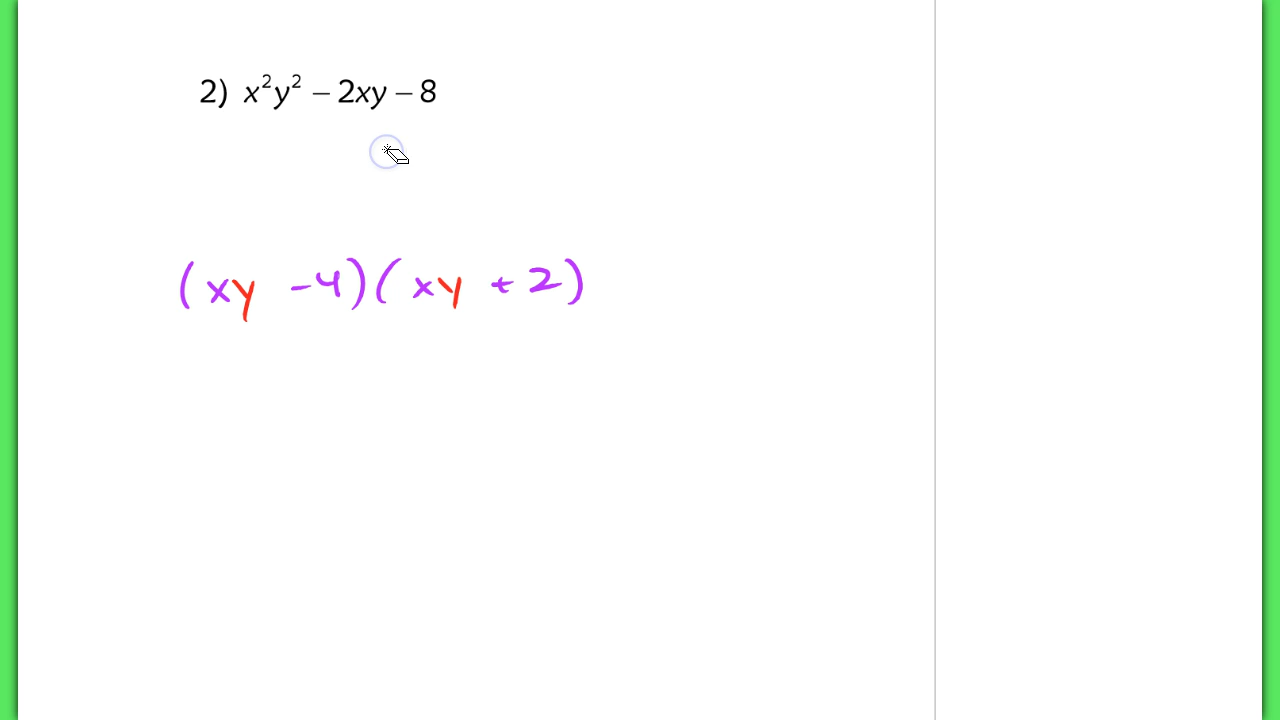 2) x²y² – 2xy – 8
(xy -4)(xy +2)